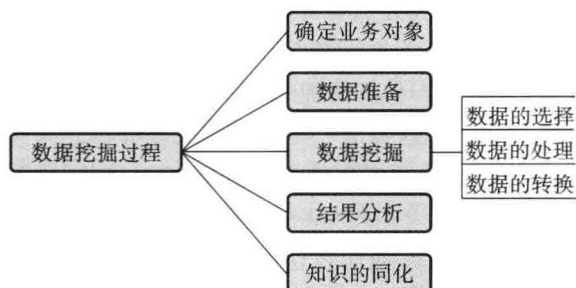 确定业务对象
数据准备
数据挖掘过程
数据挖掘
数据的选择
数据的处理
数据的转换
结果分析
知识的同化